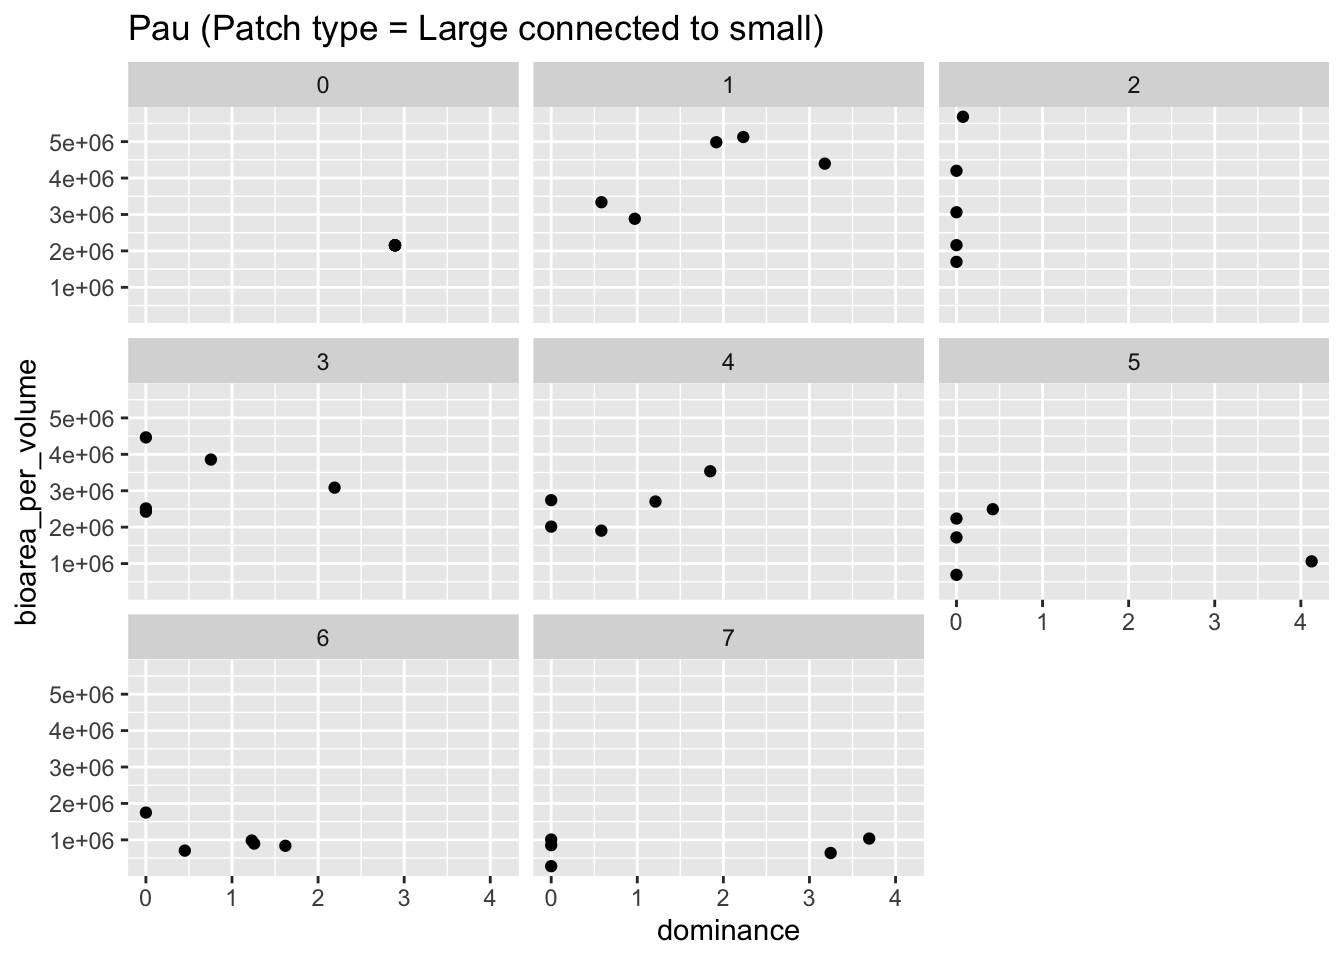 Pau (Patch type = Large connected to small)
0
1
2
5e+06
4e+06
3e+06
2e+06
1e+06
3
4
5
5e+06
4e+06
3e+06
2e+06
1e+06
0 1 2 3 4
6
7
5e+06
4e+06
3e+06
2e+06
1e+06
0 1 2 3 4
0 1 2 3 4
dominance
bioarea_per_volume